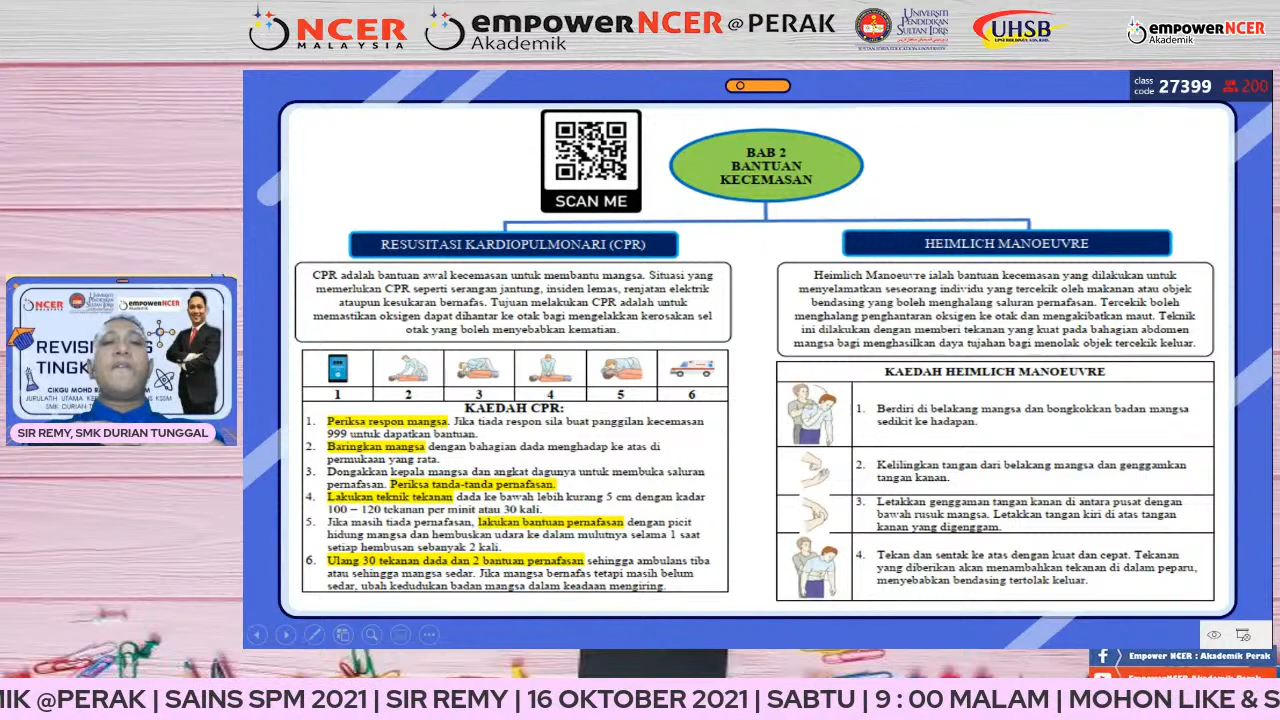 NCER
MALAYSIA
empowerNCER @ PERAK
Akademik
UNIVERSITI
PENDIDIKAN
SULTAN IDRIS
UHSB
empowerNCER
Akademik
class code 27399 200
SCAN ME
BAB 2
BANTUAN
KECEMASAN
RESUSITASI KARDIOPULMONARI (CPR)
CPR adalah bantuan awal kecemasan untuk membantu mangsa. Situasi yang
memerlukan CPR seperti serangan jantung, insiden lemas, renjatan elektrik
ataupun kesukaran bernafas. Tujuan melakukan CPR adalah untuk
memastikan oksigen dapat dihantar ke otak bagi mengelakkan kerosakan sel
otak yang boleh menyebabkan kematian.
1 2 3 4 5 6
KAEDAH CPR:
1. Periksa respon mangsa. Jika tiada respon sila buat panggilan kecemasan
999 untuk dapatkan bantuan.
2. Baringkan mangsa dengan bahagian dada menghadap ke atas di
permukaan yang rata.
3. Dongakkan kepala mangsa dan angkat dagunya untuk membuka saluran
pernafasan. Periksa tanda-tanda pernafasan.
4. Lakukan teknik tekanan dada ke bawah lebih kurang 5 cm dengan kadar
100 – 120 tekanan per minit atau 30 kali.
5. Jika masih tiada pernafasan, lakukan bantuan pernafasan dengan picit
hidung mangsa dan hembuskan udara ke dalam mulutnya selama 1 saat
setiap hembusan sebanyak 2 kali.
6. Ulang 30 tekanan dada dan 2 bantuan pernafasan sehingga ambulans tiba
atau sehingga mangsa sedar. Jika mangsa bernafas tetapi masih belum
sedar, ubah kedudukan badan mangsa dalam keadaan mengiring.
HEIMLICH MANOEUVRE
Heimlich Manoeuvre ialah bantuan kecemasan yang dilakukan untuk
menyelamatkan seseorang individu yang tercekik oleh makanan atau objek
bendasing yang boleh menghalang saluran pernafasan. Tercekik boleh
menghalang penghantaran oksigen ke otak dan mengakibatkan maut. Teknik
ini dilakukan dengan memberi tekanan yang kuat pada bahagian abdomen
mangsa bagi menghasilkan daya tujahan bagi menolak objek tercekik keluar.
KAEDAH HEIMLICH MANOEUVRE
1. Berdiri di belakang mangsa dan bongkokkan badan mangsa
sedikit ke hadapan.
2. Kelilingkan tangan dari belakang mangsa dan genggamkan
tangan kanan.
3. Letakkan genggaman tangan kanan di antara pusat dengan
bawah rusuk mangsa. Letakkan tangan kiri di atas tangan
kanan yang digenggam.
4. Tekan dan sentak ke atas dengan kuat dan cepat. Tekanan
yang diberikan akan menambahkan tekanan di dalam peparu,
menyebabkan bendasing tertolak keluar.
NCER
empowerNCER
REVISI
TINGK
CIKGU MOHD
SMK DURIAN
SIR REMY, SMK DURIAN TUNGGAL
Empower NCER : Akademik Perak
EmpowerNCER Akademik Perak
MIK @PERAK | SAINS SPM 2021 | SIR REMY | 16 OKTOBER 2021 | SABTU | 9 : 00 MALAM | MOHON LIKE & S